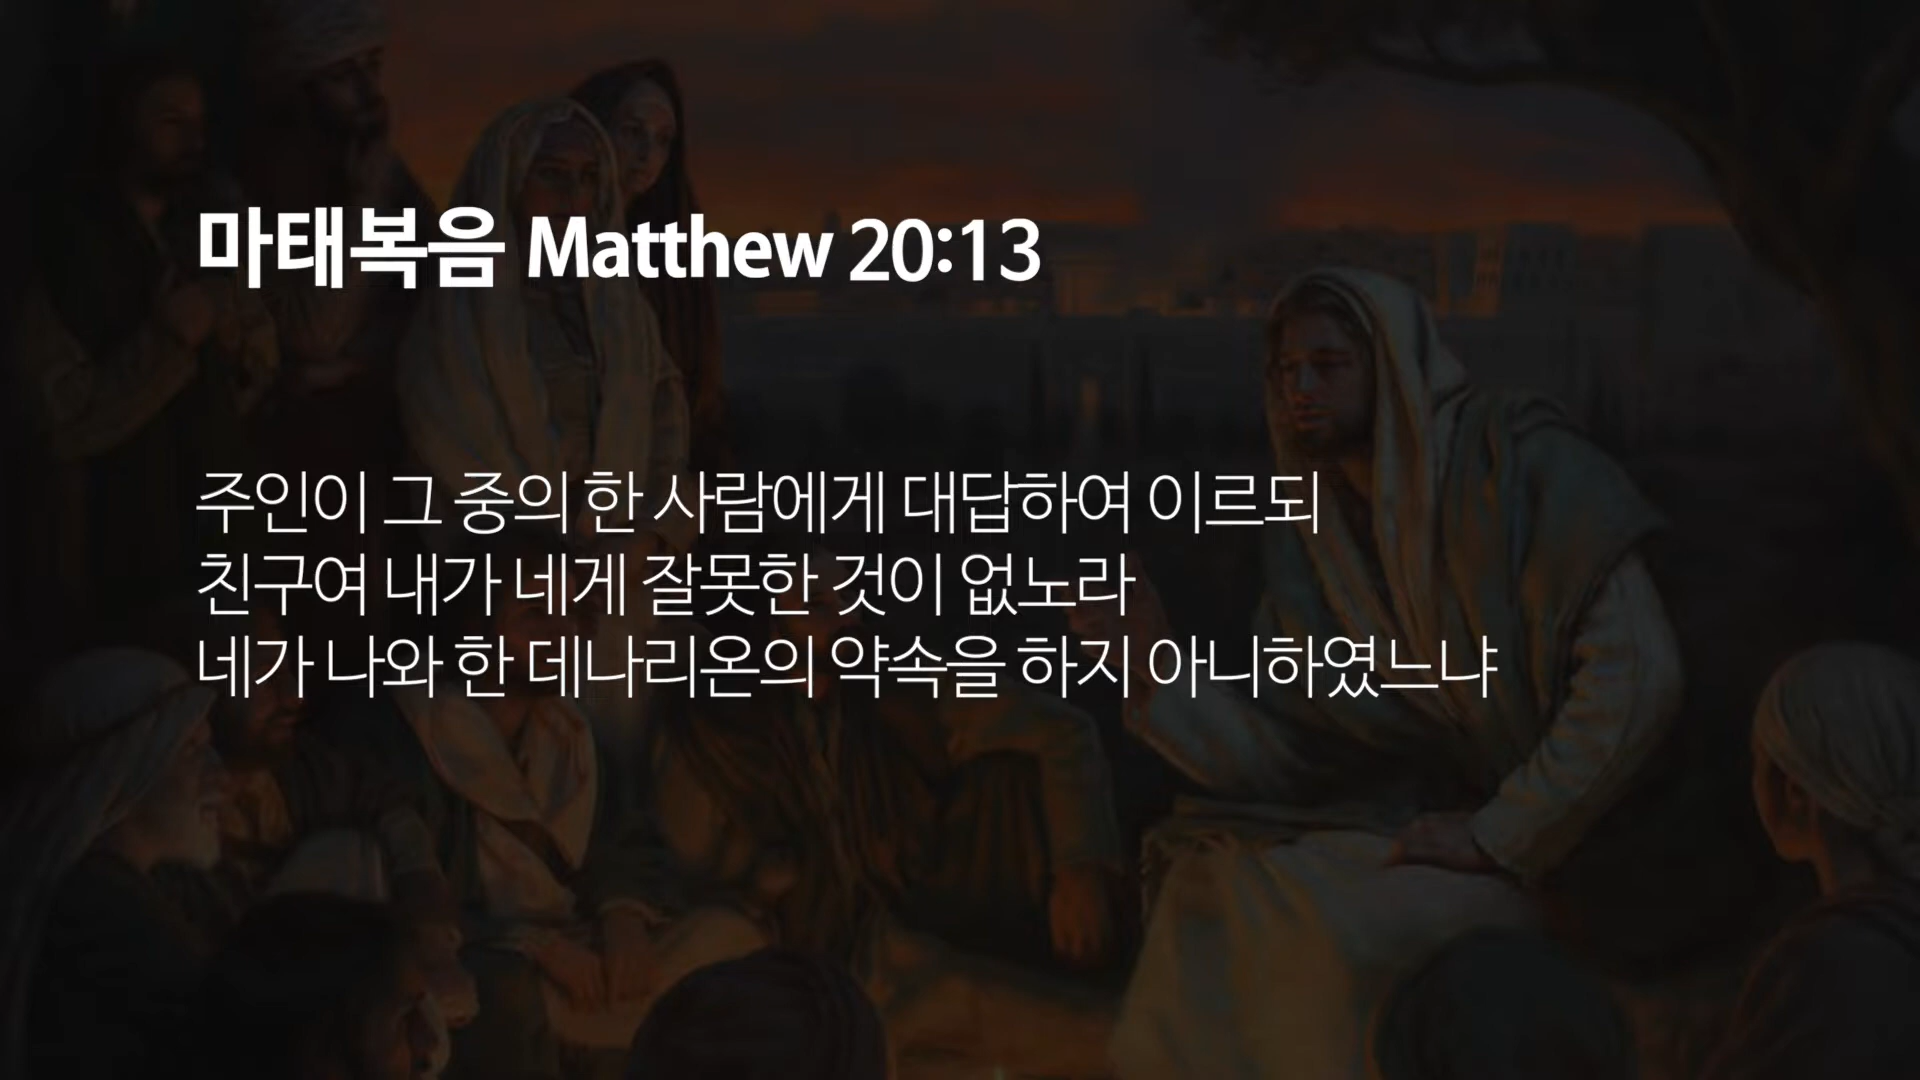 마태복음 Matthew 20:13
주인이 그 중의 한 사람에게 대답하여 이르되
친구여 내가 네게 잘못한 것이 없노라
네가 나와 한 데나리온의 약속을 하지 아니하였느냐